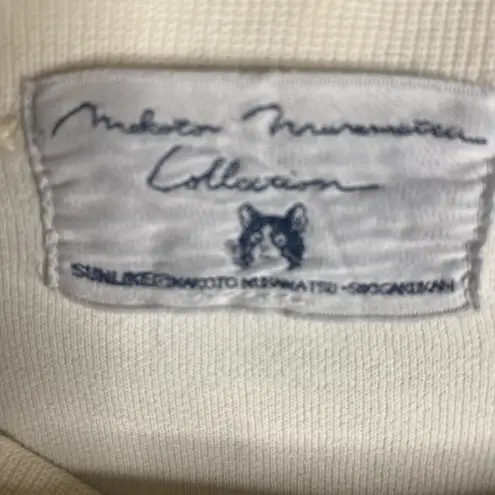 Makoto Muramatsu
Collection
SUNLIKE©MAKOTO MURAMATSU-SHOGAKUKAN